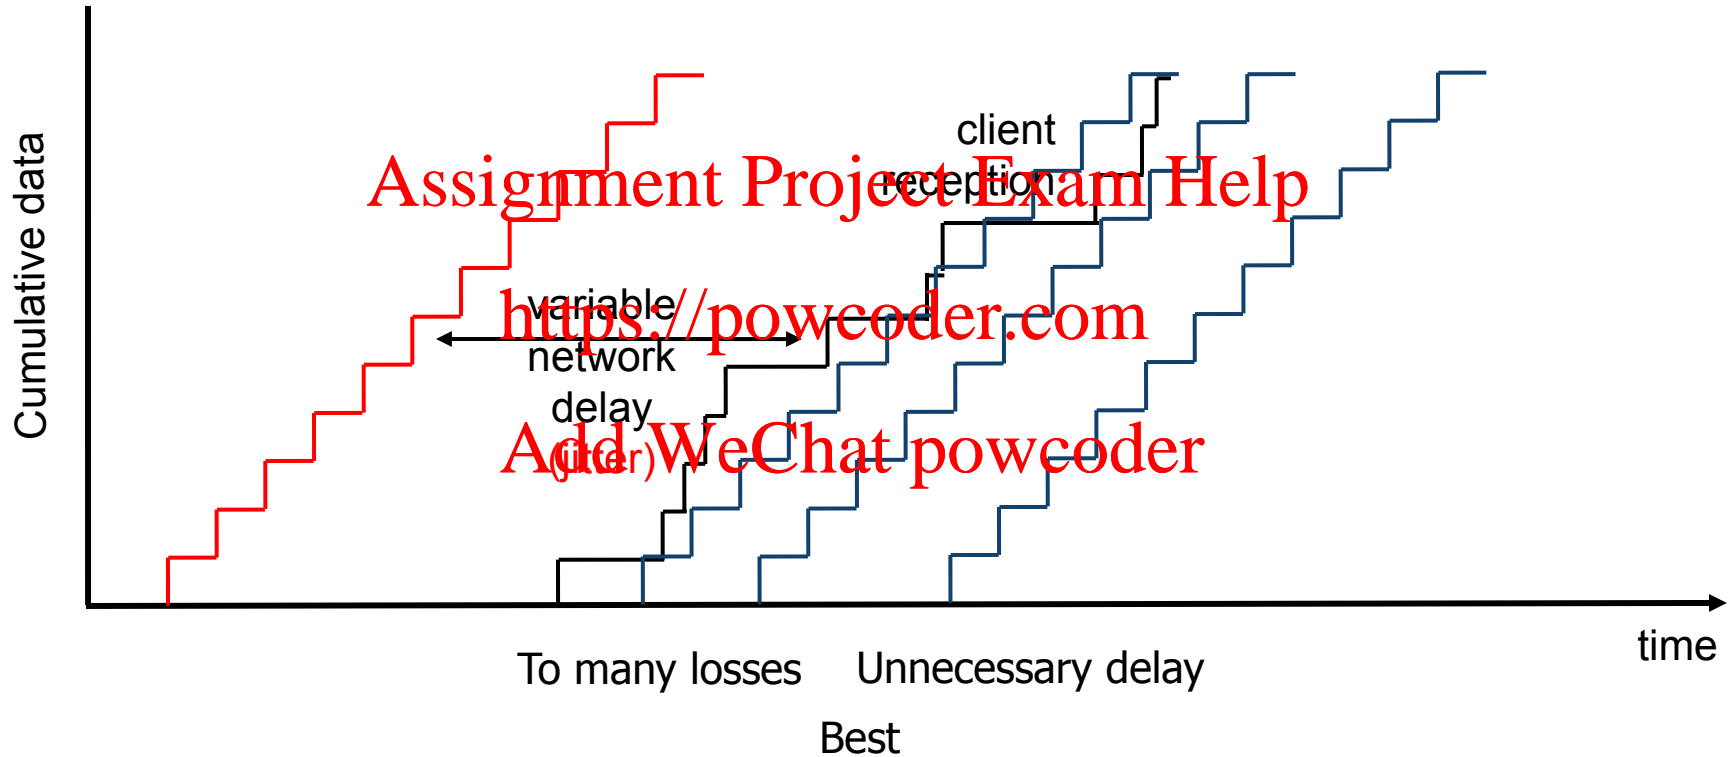 Cumulative data
client
reception
Assignment Project Exam Help
variable
https://powcoder.com
network
delay
(jitter)
Add WeChat powcoder
time
To many losses
Unnecessary delay
Best